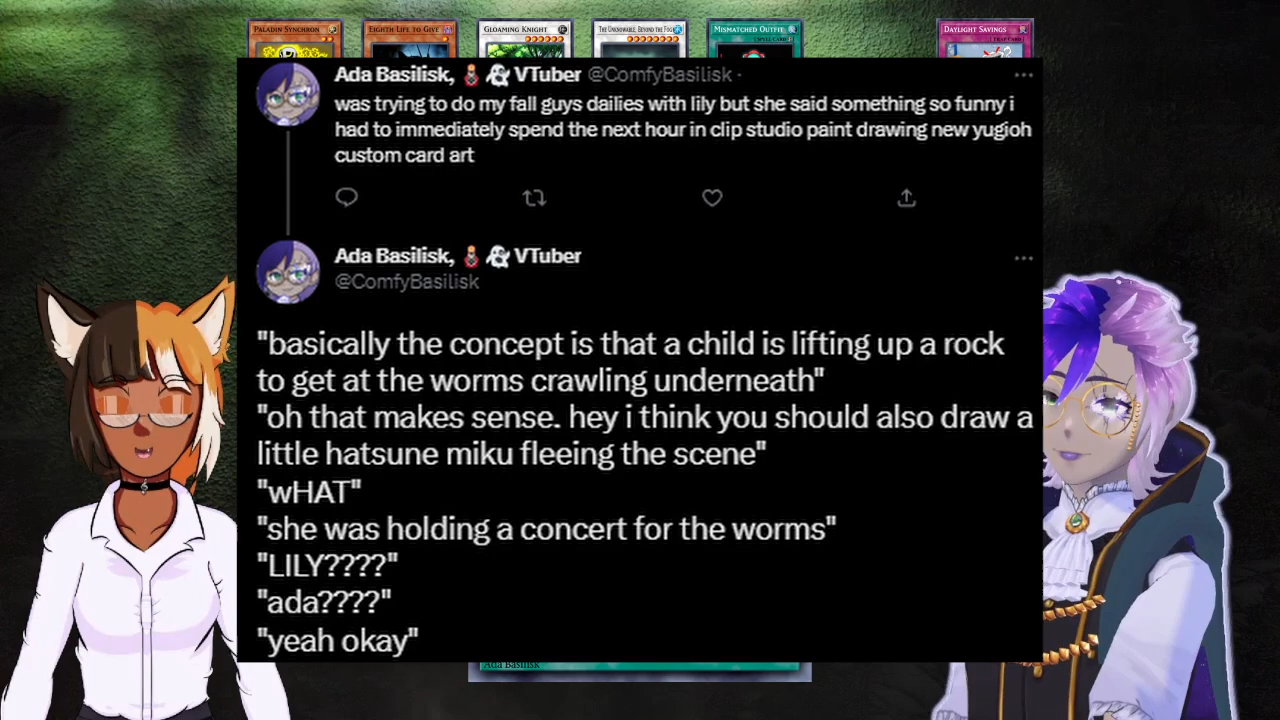 PALADIN SYNCHRON
EIGHTH LIFE TO GIVE
GLOAMING KNIGHT
THE UNKNOWABLE, BEYOND THE FOG
MISMATCHED OUTFIT
DAYLIGHT SAVINGS
Ada Basilisk, VTuber @ComfyBasilisk ·
was trying to do my fall guys dailies with lily but she said something so funny i
had to immediately spend the next hour in clip studio paint drawing new yugioh
custom card art
Ada Basilisk, VTuber
@ComfyBasilisk
"basically the concept is that a child is lifting up a rock
to get at the worms crawling underneath"
"oh that makes sense. hey i think you should also draw a
little hatsune miku fleeing the scene"
"wHAT"
"she was holding a concert for the worms"
"LILY????"
"ada????"
"yeah okay"
Ada Basilisk